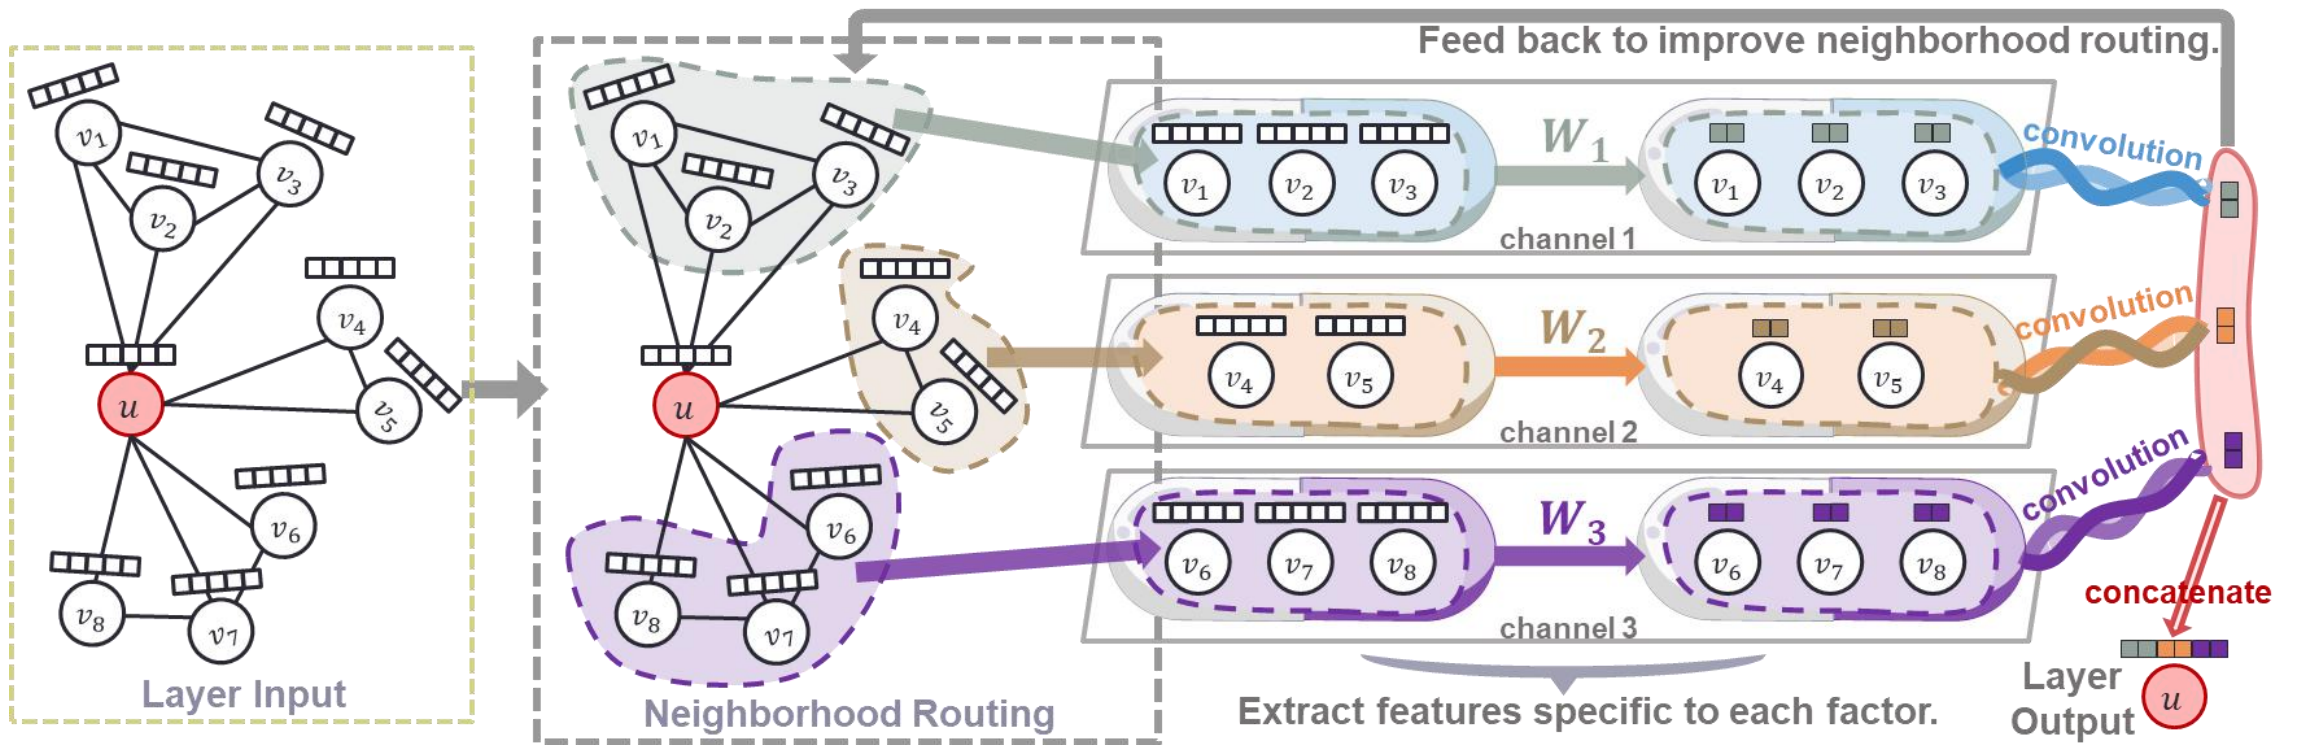 Feed back to improve neighborhood routing.
v1
v2
v3
v4
v5
u
v6
v8
v7
Layer Input
v1
v2
v3
v4
v5
u
v6
v8
v7
Neighborhood Routing
v1 v2 v3
W1
v1 v2 v3
convolution
channel 1
v4 v5
W2
v4 v5
convolution
channel 2
v6 v7 v8
W3
v6 v7 v8
convolution
channel 3
Extract features specific to each factor.
concatenate
Layer
Output
u